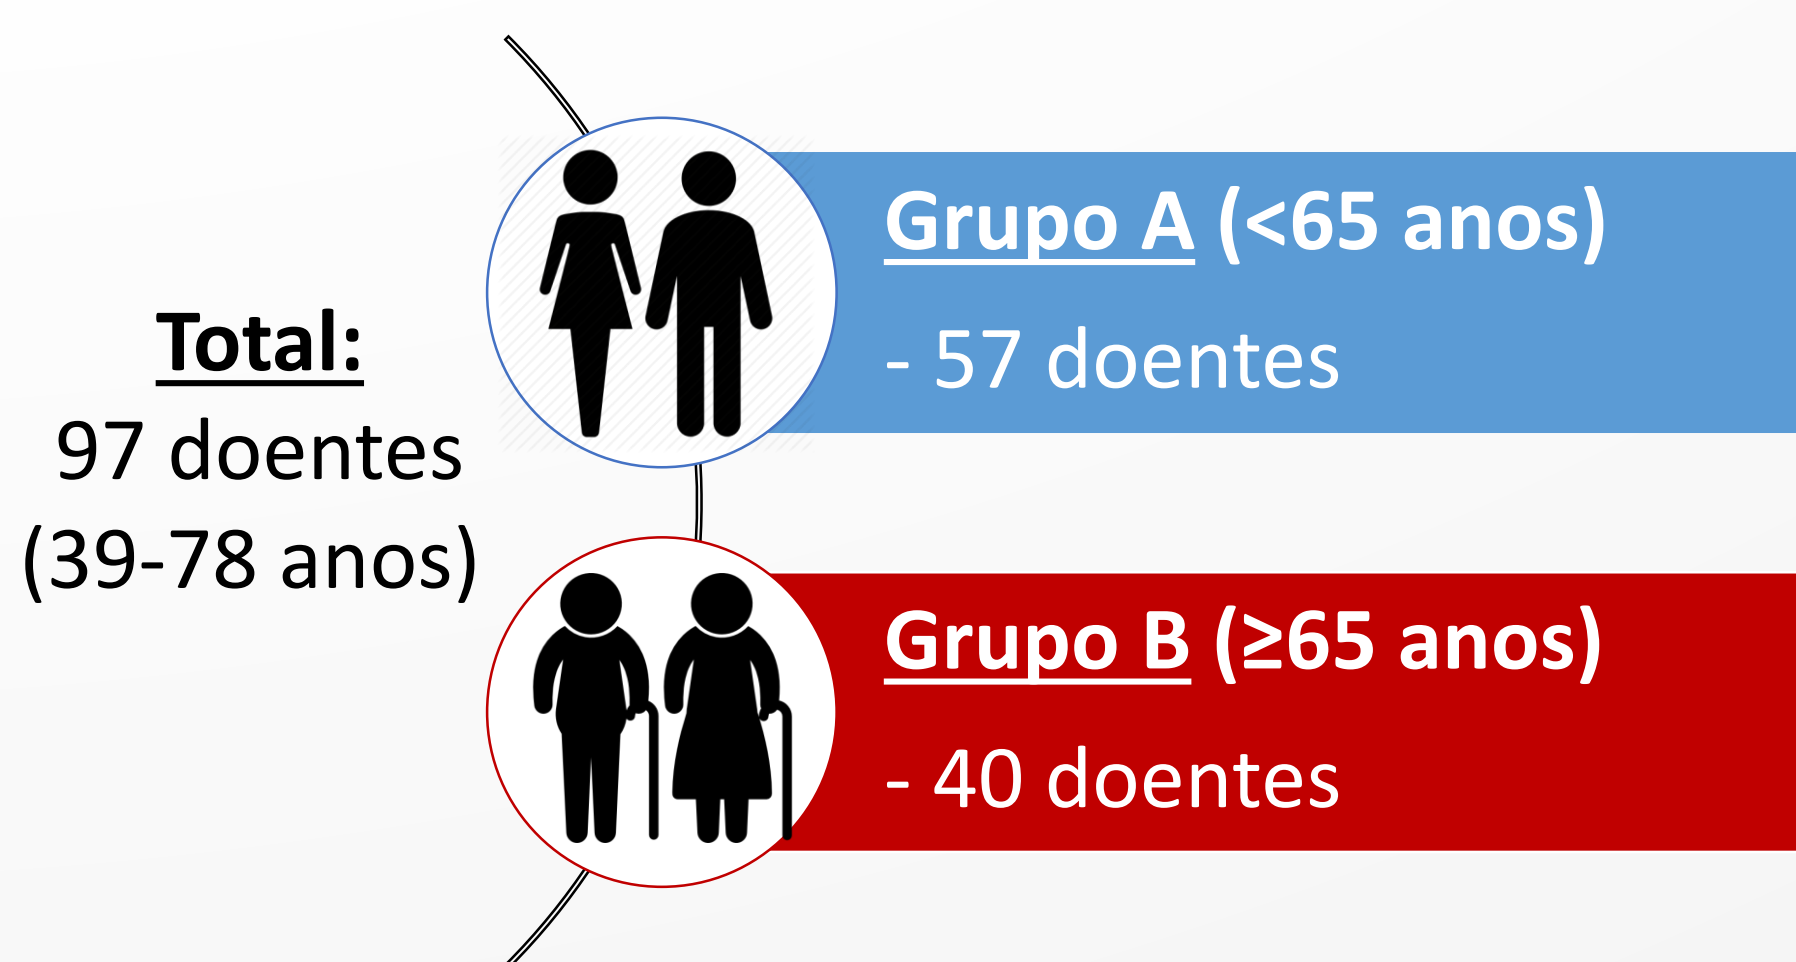 Total:
97 doentes
(39-78 anos)
Grupo A (<65 anos)
- 57 doentes
Grupo B (≥65 anos)
- 40 doentes